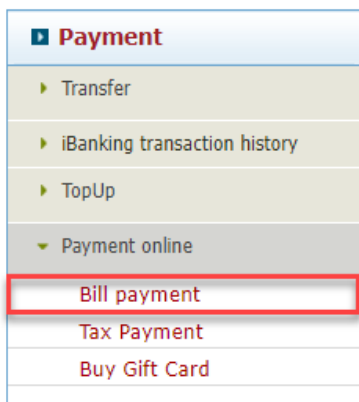 Payment
Transfer
iBanking transaction history
TopUp
Payment online
Bill payment
Tax Payment
Buy Gift Card